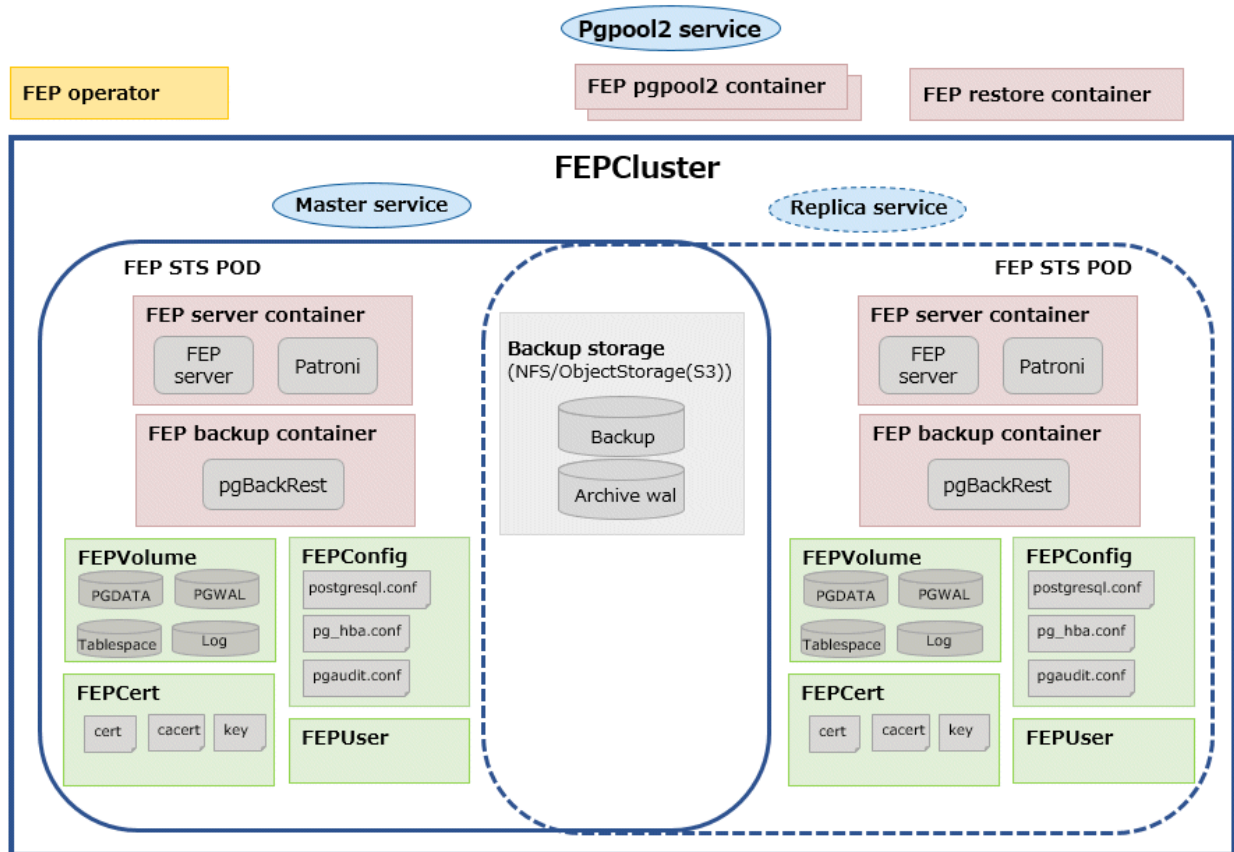 Pgpool2 service
FEP operator
FEP pgpool2 container
FEP restore container
FEPCluster
Master service
Replica service
FEP STS POD
FEP server container
FEP
server
Patroni
FEP backup container
pgBackRest
FEPVolume
PGDATA
PGWAL
Tablespace
Log
FEPConfig
postgresql.conf
pg_hba.conf
pgaudit.conf
FEPCert
cert
cacert
key
FEPUser
Backup storage
(NFS/ObjectStorage(S3))
Backup
Archive wal
FEP STS POD
FEP server container
FEP
server
Patroni
FEP backup container
pgBackRest
FEPVolume
PGDATA
PGWAL
Tablespace
Log
FEPConfig
postgresql.conf
pg_hba.conf
pgaudit.conf
FEPCert
cert
cacert
key
FEPUser